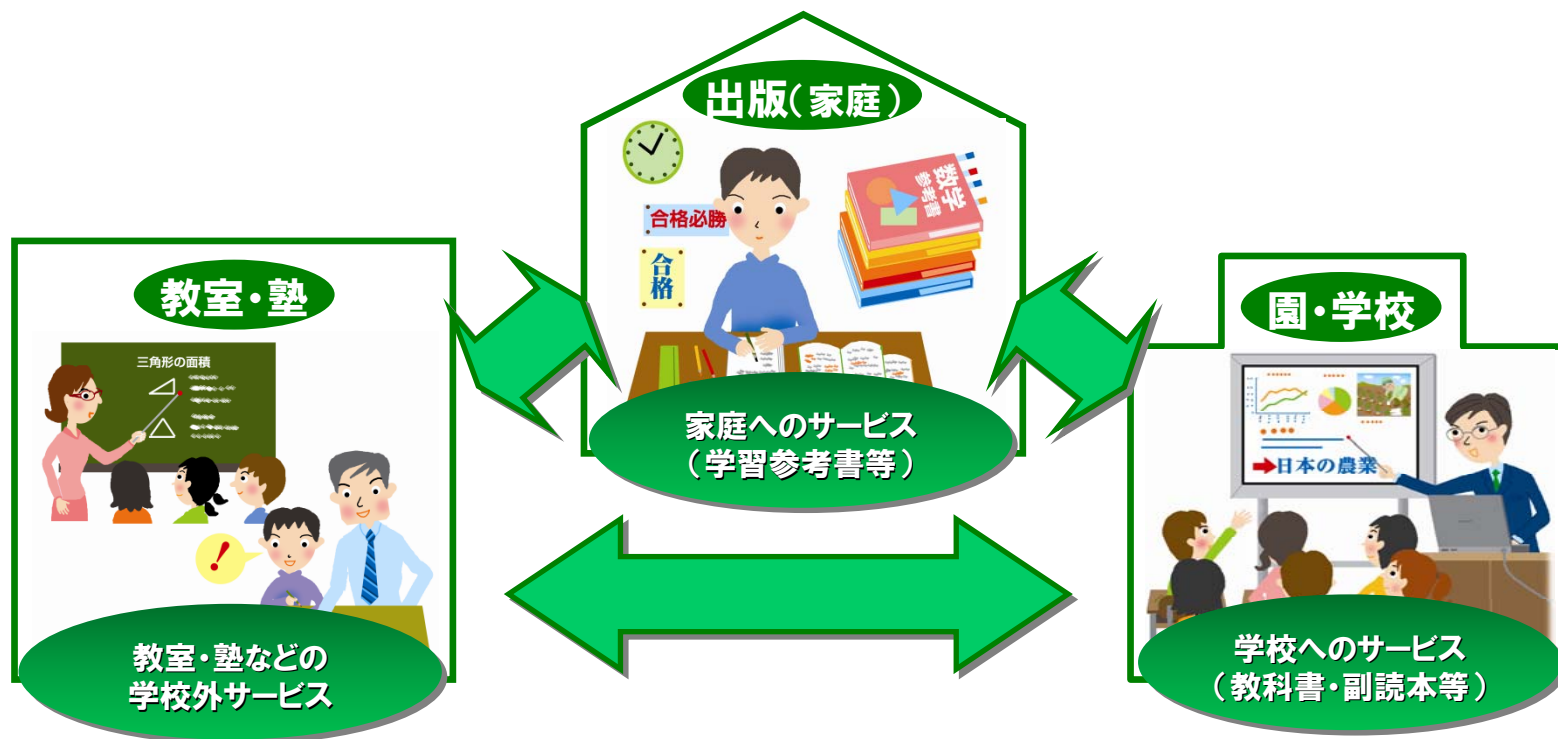 出版(家庭)
合格必勝
合格
数学
参考書
家庭へのサービス
(学習参考書等)
教室・塾
三角形の面積
!
教室・塾などの
学校外サービス
園・学校
➡日本の農業
学校へのサービス
(教科書・副読本等)